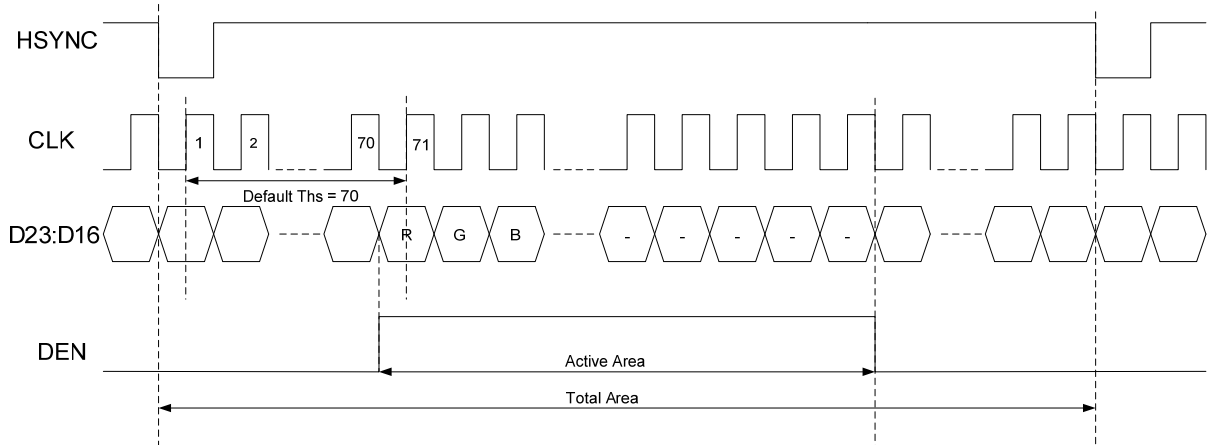 HSYNC
CLK
1 2 70 71
Default Ths = 70
D23:D16
R G B - - - - -
DEN
Active Area
Total Area